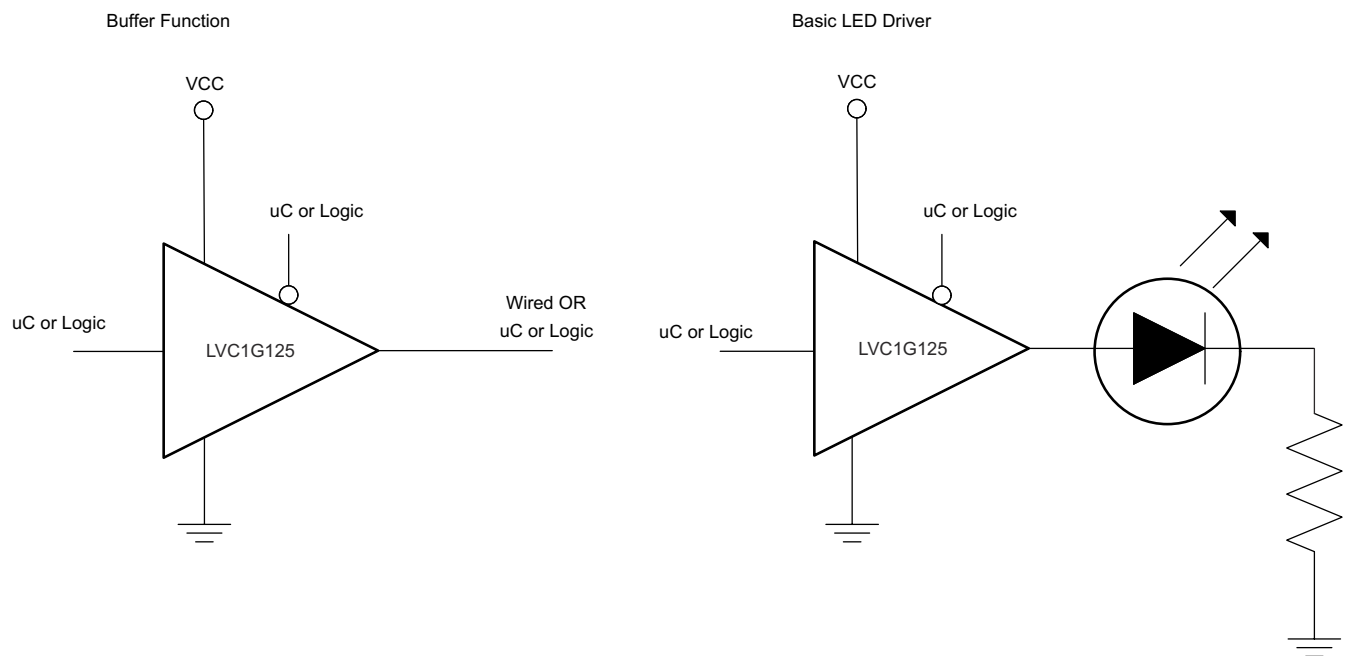 Buffer Function
VCC
uC or Logic
uC or Logic
LVC1G125
Wired OR
uC or Logic
Basic LED Driver
VCC
uC or Logic
uC or Logic
LVC1G125